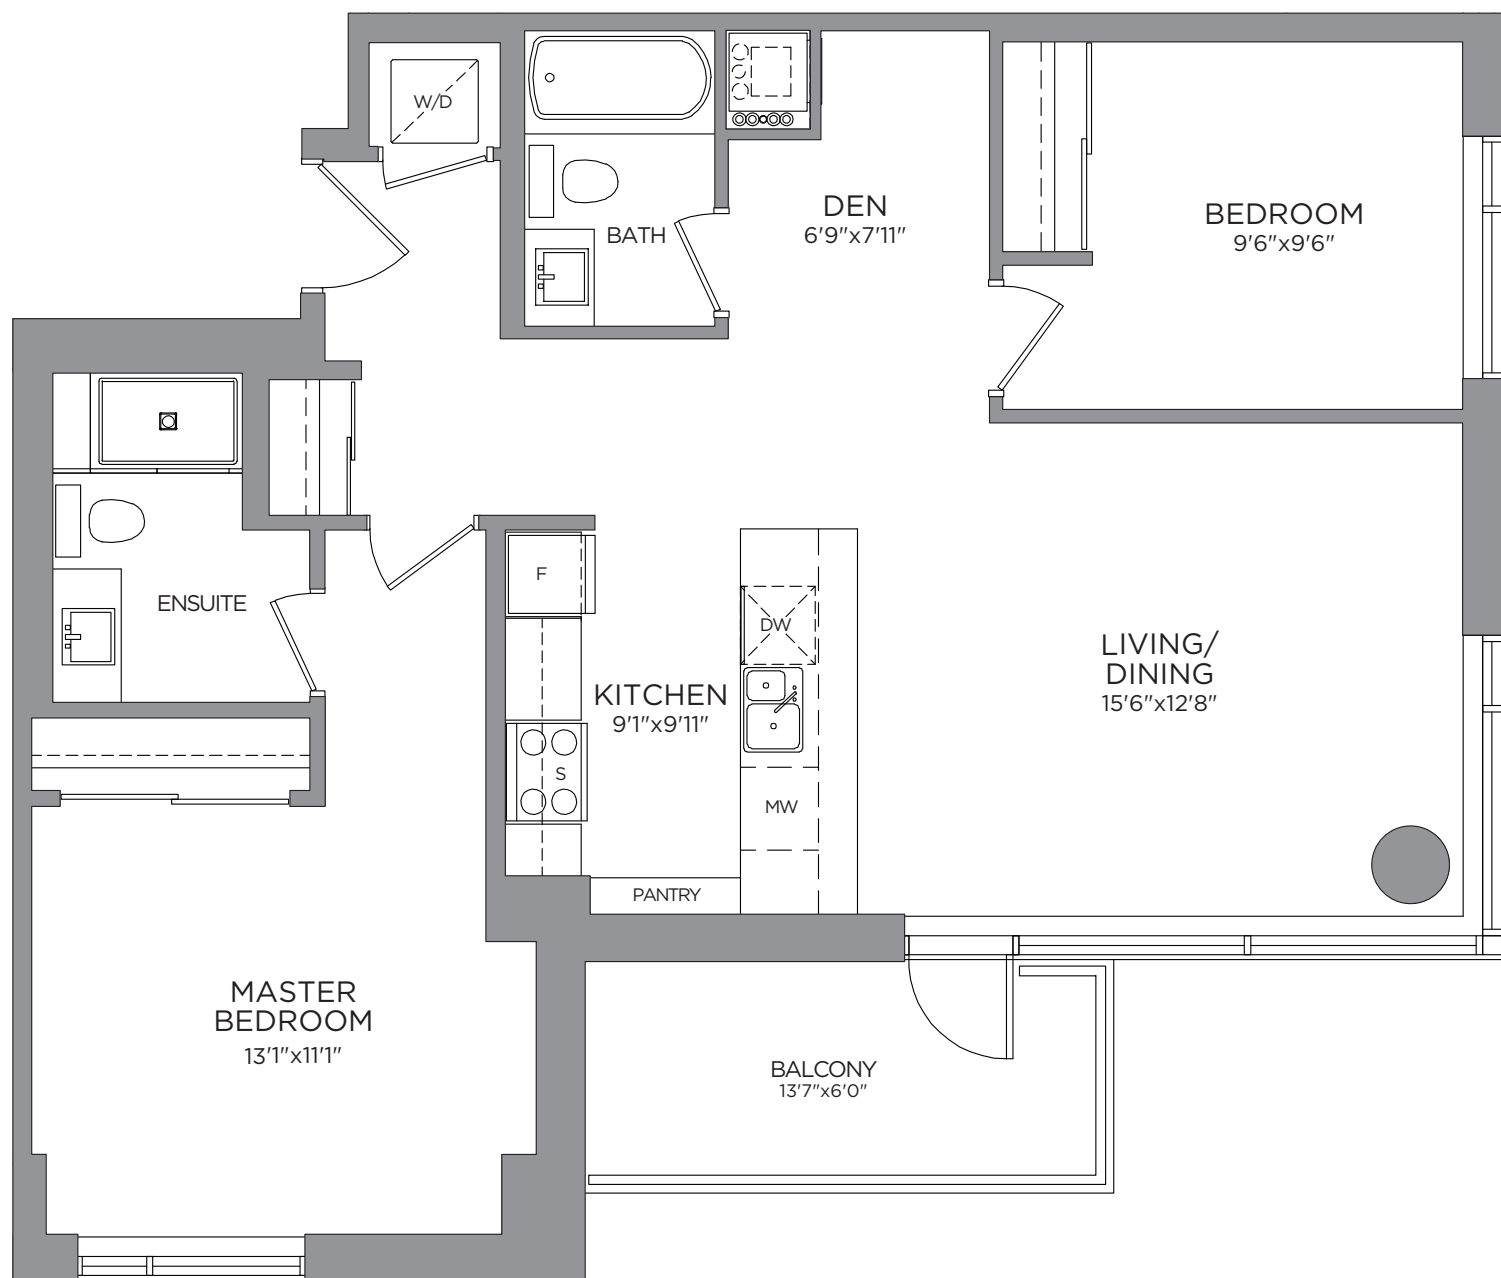 W/D
BATH
DEN
6'9"x7'11"
BEDROOM
9'6"x9'6"
ENSUITE
F
DW
KITCHEN
9'1"x9'11"
S
MW
PANTRY
LIVING/
DINING
15'6"x12'8"
MASTER
BEDROOM
13'1"x11'1"
BALCONY
13'7"x6'0"